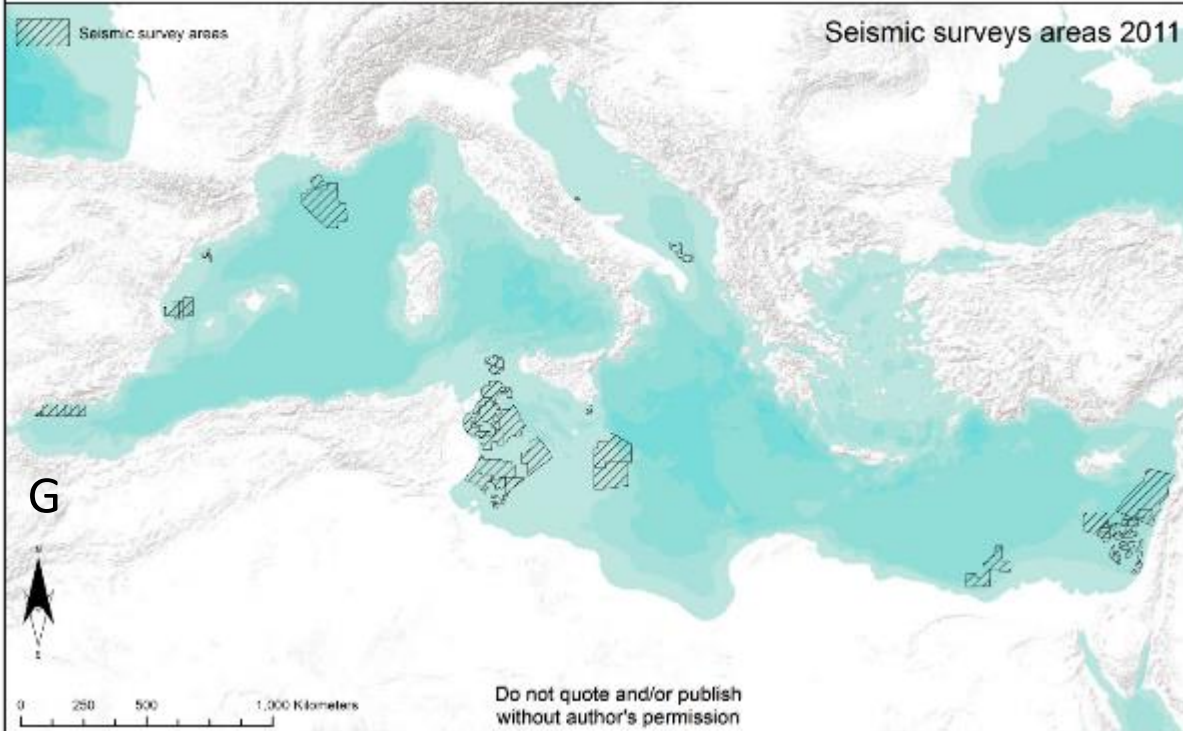 Seismic survey areas
Seismic surveys areas 2011
G
N
S
0 250 500 1,000 Kilometers
Do not quote and/or publish
without author's permission